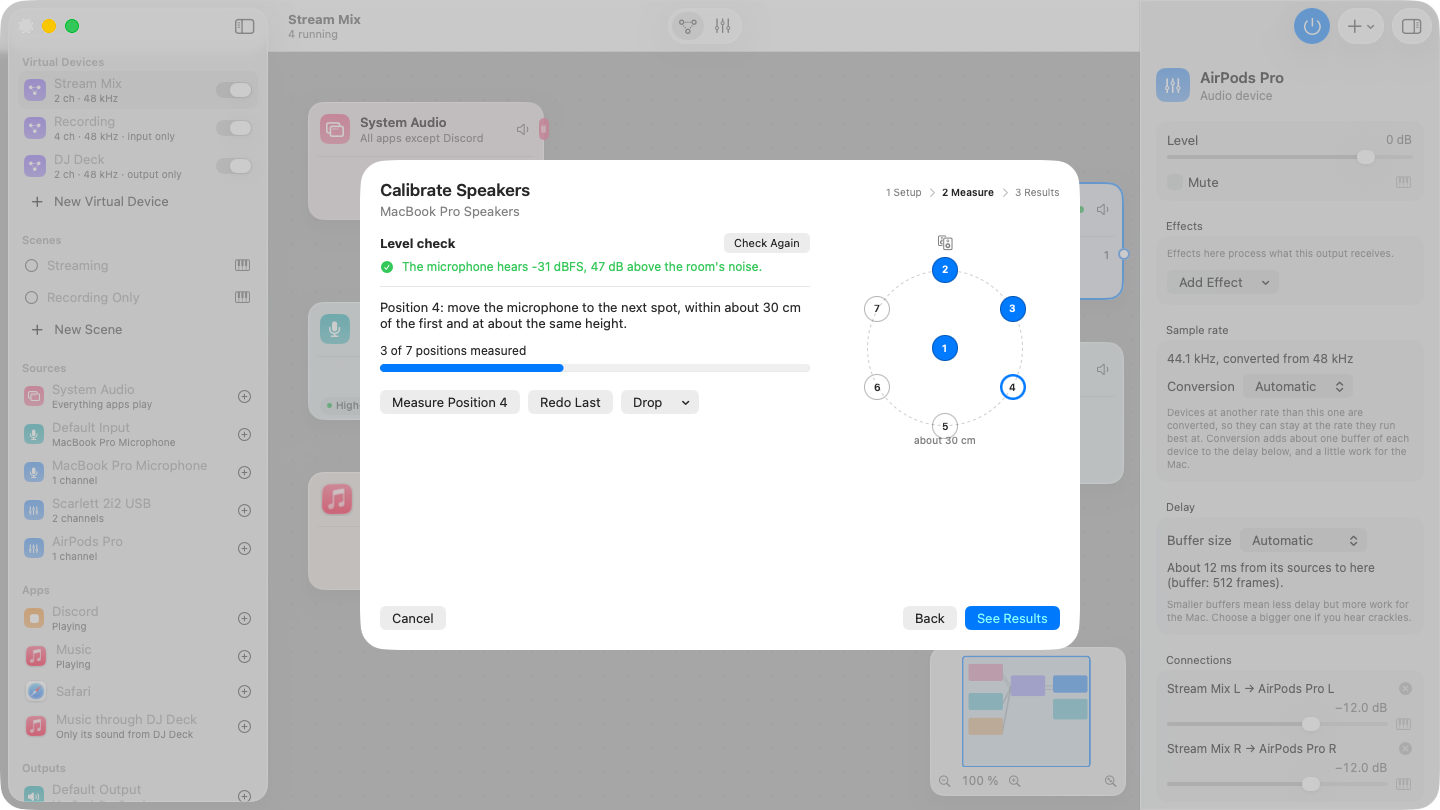 Stream Mix
4 running
Virtual Devices
Stream Mix
2 ch · 48 kHz
Recording
4 ch · 48 kHz · input only
DJ Deck
2 ch · 48 kHz · output only
New Virtual Device
Scenes
Streaming
Recording Only
New Scene
Sources
System Audio
Everything apps play
Default Input
MacBook Pro Microphone
MacBook Pro Microphone
1 channel
Scarlett 2i2 USB
2 channels
AirPods Pro
1 channel
Apps
Discord
Playing
Music
Playing
Safari
Music through DJ Deck
Only its sound from DJ Deck
Outputs
Default Output
System Audio
All apps except Discord
High
1
Calibrate Speakers
MacBook Pro Speakers
1 Setup
2 Measure
3 Results
Level check
Check Again
The microphone hears -31 dBFS, 47 dB above the room's noise.
Position 4: move the microphone to the next spot, within about 30 cm
of the first and at about the same height.
3 of 7 positions measured
Measure Position 4
Redo Last
Drop
2
7
3
1
6
4
5
about 30 cm
Cancel
Back
See Results
100 %
AirPods Pro
Audio device
Level
0 dB
Mute
Effects
Effects here process what this output receives.
Add Effect
Sample rate
44.1 kHz, converted from 48 kHz
Conversion
Automatic
Devices at another rate than this one are
converted, so they can stay at the rate they run
best at. Conversion adds about one buffer of each
device to the delay below, and a little work for the
Mac.
Delay
Buffer size
Automatic
About 12 ms from its sources to here
(buffer: 512 frames).
Smaller buffers mean less delay but more work for
the Mac. Choose a bigger one if you hear crackles.
Connections
Stream Mix L → AirPods Pro L
−12.0 dB
Stream Mix R → AirPods Pro R
−12.0 dB